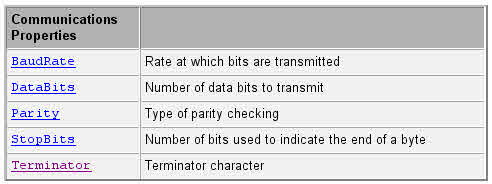 Communications
Properties
BaudRate Rate at which bits are transmitted
DataBits Number of data bits to transmit
Parity Type of parity checking
StopBits Number of bits used to indicate the end of a byte
Terminator Terminator character